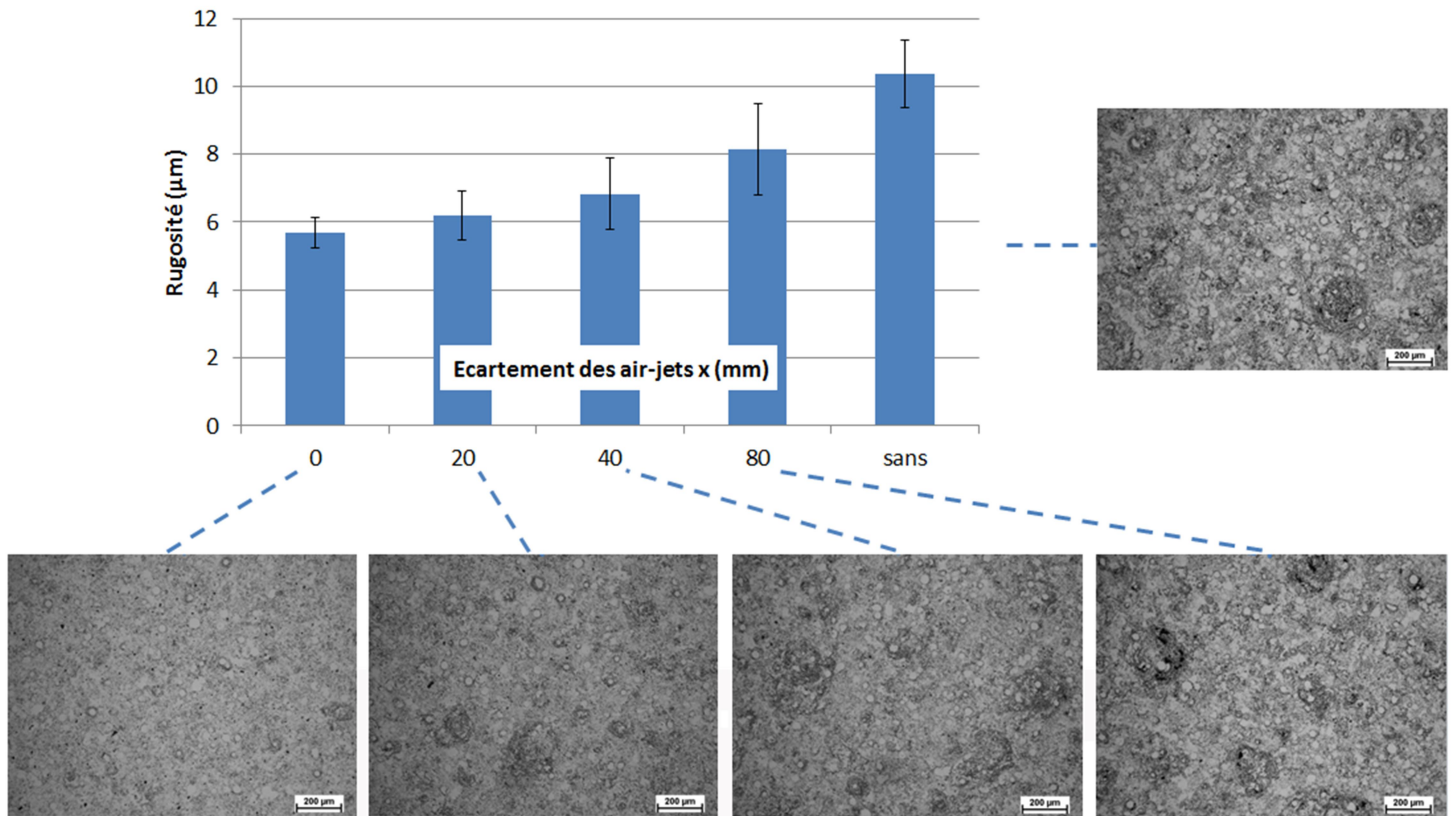 12
10
8
6
4
2
0
Rugosité (µm)
Ecartement des air-jets x (mm)
0 20 40 80 sans
200 µm
200 µm
200 µm
200 µm
200 µm